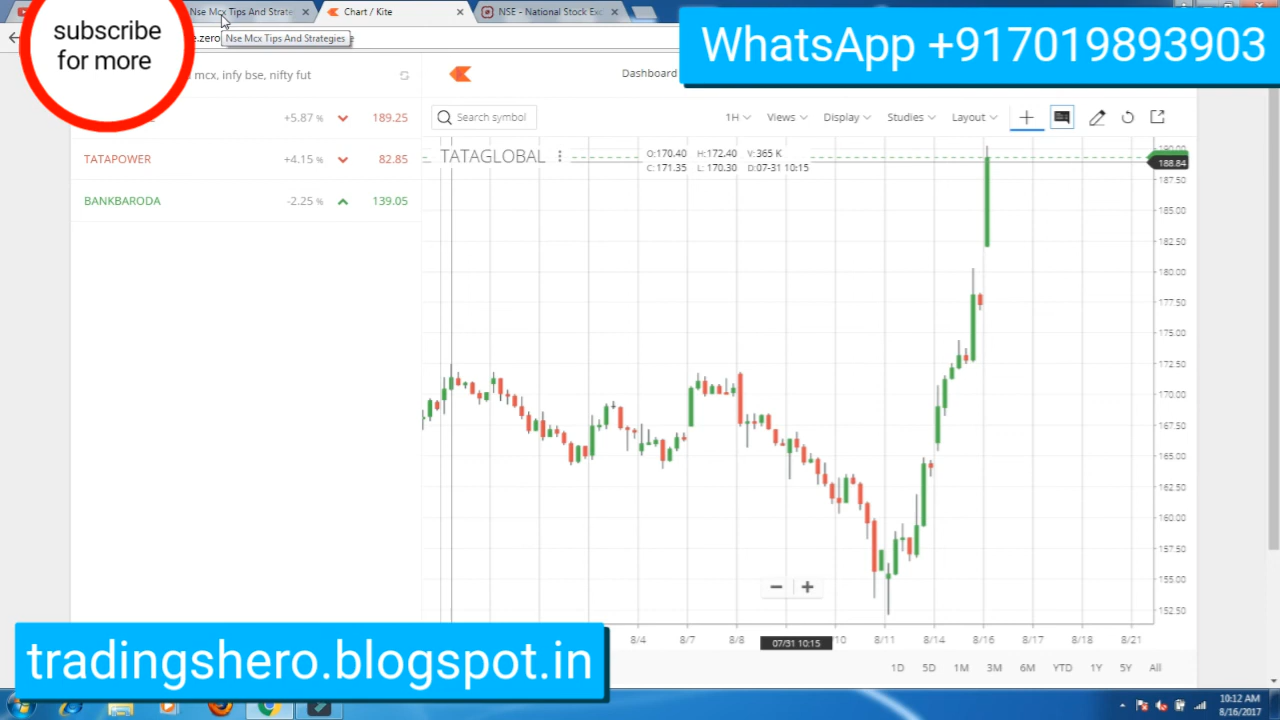 Nse Mcx Tips And Strate
Chart / Kite
NSE - National Stock Exc
subscribe
for more
Nse Mcx Tips And Strategies
WhatsApp +917019893903
mcx, infy bse, nifty fut
Dashboard
+5.87 %
189.25
Search symbol
1H
Views
Display
Studies
Layout
TATAPOWER
+4.15 %
82.85
TATAGLOBAL
O:170.40 H:172.40 V:365 K
C:171.35 L: 170.30 D:07-31 10:15
BANKBARODA
-2.25 %
139.05
190.00
188.84
187.50
185.00
182.50
180.00
177.50
175.00
172.50
170.00
167.50
165.00
162.50
160.00
157.50
155.00
152.50
8/4
8/7
8/8
07/31 10:15
10
8/11
8/14
8/16
8/17
8/18
8/21
1D
5D
1M
3M
6M
YTD
1Y
5Y
All
tradingshero.blogspot.in
10:12 AM
8/16/2017